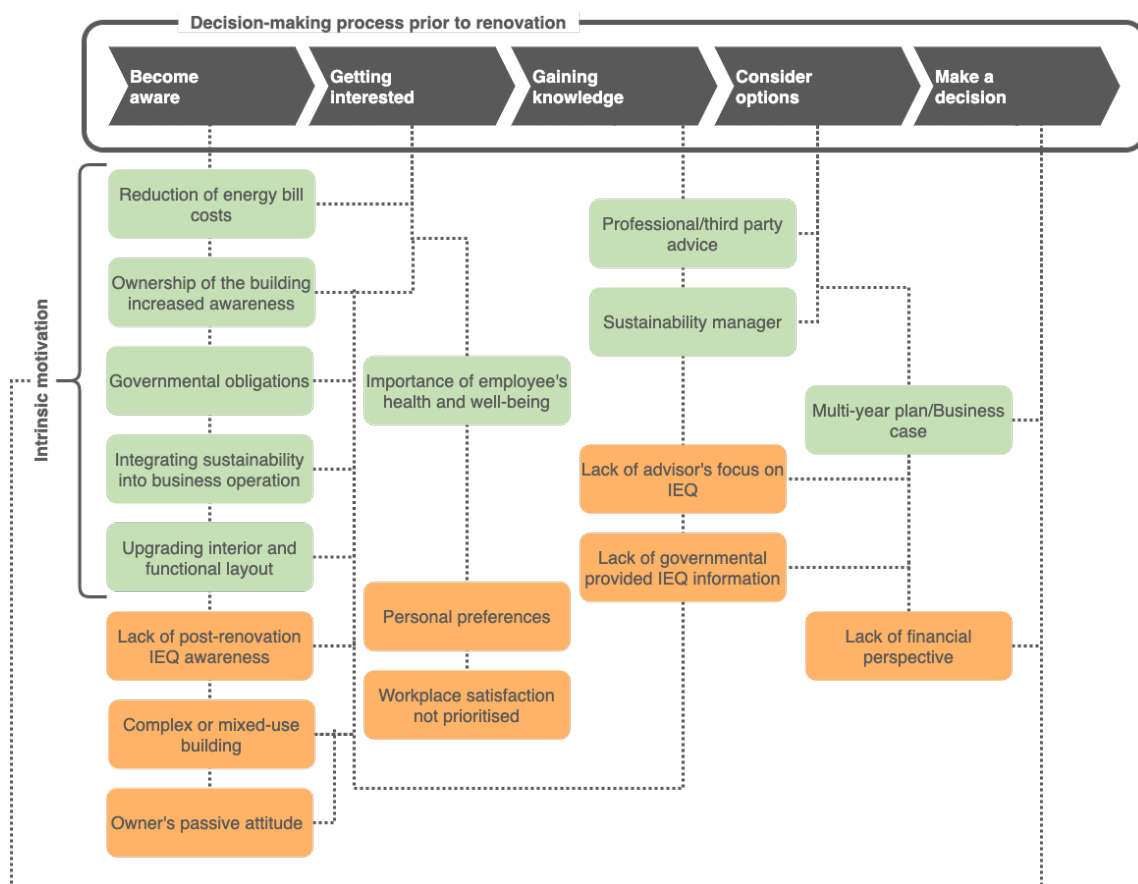 Decision-making process prior to renovation
Become
aware
Getting
interested
Gaining
knowledge
Consider
options
Make a
decision
Intrinsic motivation
Reduction of energy bill
costs
Ownership of the building
increased awareness
Governmental obligations
Integrating sustainability
into business operation
Upgrading interior and
functional layout
Lack of post-renovation
IEQ awareness
Complex or mixed-use
building
Owner's passive attitude
Importance of employee's
health and well-being
Personal preferences
Workplace satisfaction
not prioritised
Professional/third party
advice
Sustainability manager
Lack of advisor's focus on
IEQ
Lack of governmental
provided IEQ information
Multi-year plan/Business
case
Lack of financial
perspective